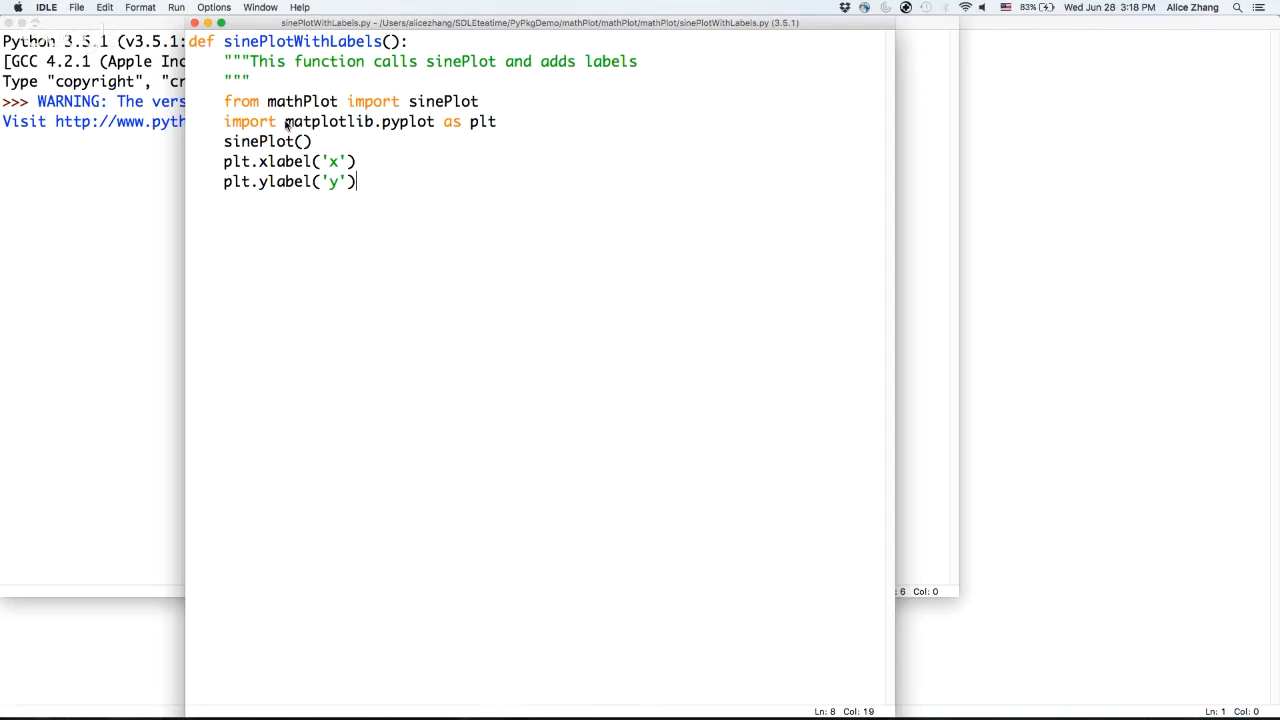 IDLE File Edit Format Run Options Window Help 83% Wed Jun 28 3:18 PM Alice Zhang
sinePlotWithLabels.py - /Users/alicezhang/SDLEteatime/PyPkgDemo/mathPlot/mathPlot/mathPlot/sinePlotWithLabels.py (3.5.1)
Python 3.5.1 (v3.5.1:
[GCC 4.2.1 (Apple Inc
Type "copyright", "cr
>>> WARNING: The vers
Visit http://www.pyth
def sinePlotWithLabels():
"""This function calls sinePlot and adds labels
"""
from mathPlot import sinePlot
import matplotlib.pyplot as plt
sinePlot()
plt.xlabel('x')
plt.ylabel('y')
: 6 Col: 0
Ln: 8 Col: 19
Ln: 1 Col: 0